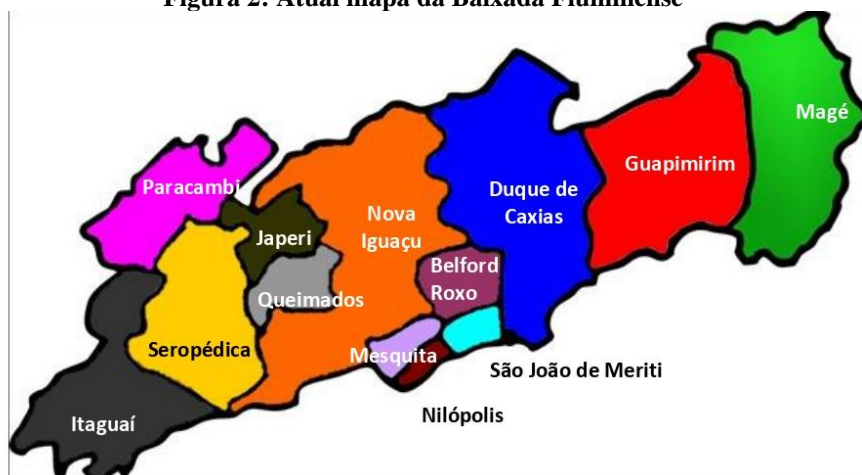 Figura 2: Atual mapa da Baixada Fluminense
Magé
Guapimirim
Paracambi
Duque de
Caxias
Nova
Iguaçu
Japeri
Belford
Roxo
Queimados
Seropédica
Mesquita
São João de Meriti
Nilópolis
Itaguaí